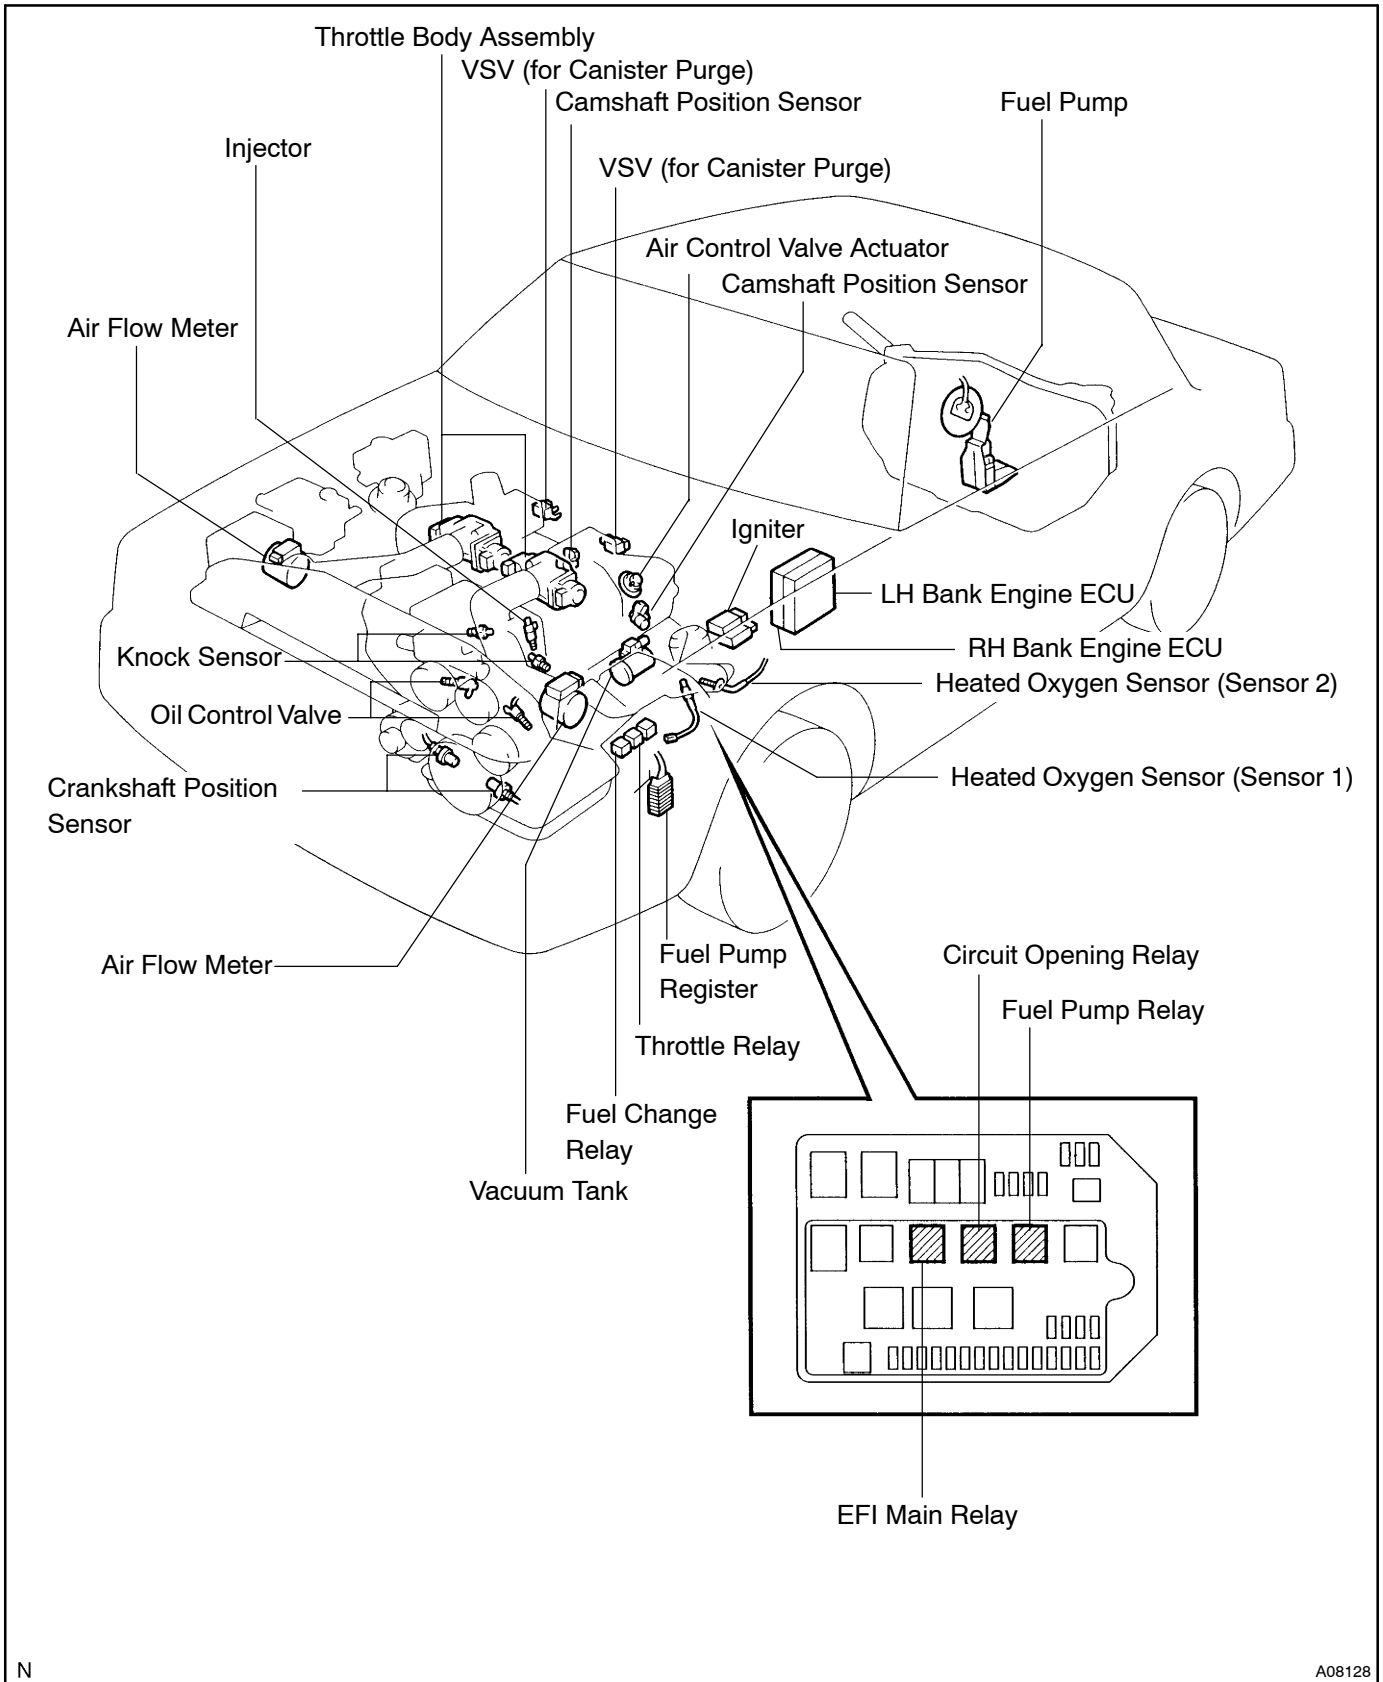 Throttle Body Assembly
VSV (for Canister Purge)
Camshaft Position Sensor
Fuel Pump
Injector
VSV (for Canister Purge)
Air Control Valve Actuator
Camshaft Position Sensor
Air Flow Meter
Igniter
LH Bank Engine ECU
RH Bank Engine ECU
Knock Sensor
Heated Oxygen Sensor (Sensor 2)
Oil Control Valve
Heated Oxygen Sensor (Sensor 1)
Crankshaft Position
Sensor
Air Flow Meter
Fuel Pump
Register
Circuit Opening Relay
Fuel Pump Relay
Throttle Relay
Fuel Change
Relay
Vacuum Tank
EFI Main Relay
N
A08128